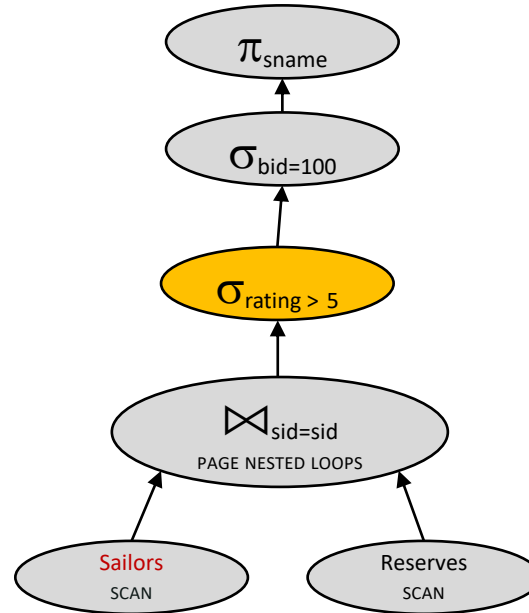 πsname
σbid=100
σrating > 5
⋈sid=sid
PAGE NESTED LOOPS
Sailors
SCAN
Reserves
SCAN